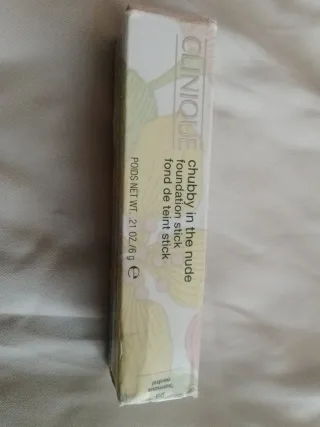 CLINIQUE
chubby in the nude
foundation stick
fond de teint stick
POIDS NET WT. .21 OZ./6 g ℮